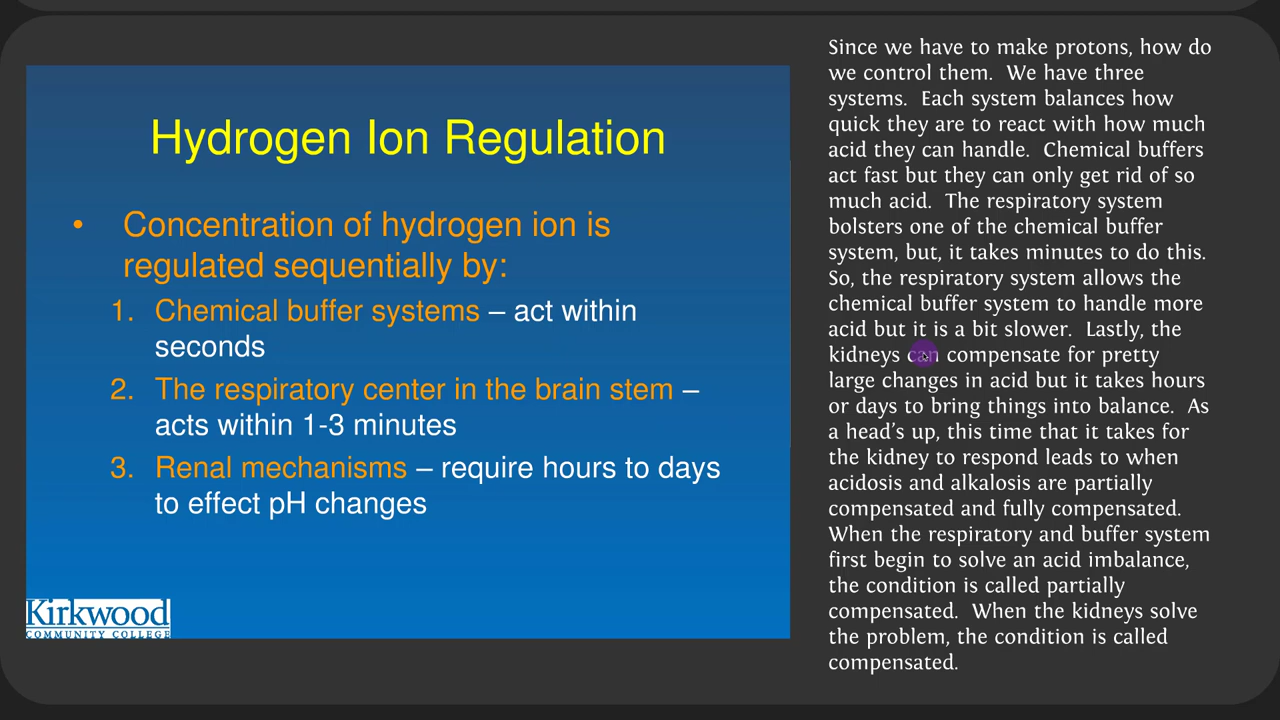 Hydrogen Ion Regulation
• Concentration of hydrogen ion is
regulated sequentially by:
1. Chemical buffer systems – act within
seconds
2. The respiratory center in the brain stem –
acts within 1-3 minutes
3. Renal mechanisms – require hours to days
to effect pH changes
Kirkwood
COMMUNITY COLLEGE
Since we have to make protons, how do
we control them.  We have three
systems.  Each system balances how
quick they are to react with how much
acid they can handle.  Chemical buffers
act fast but they can only get rid of so
much acid.  The respiratory system
bolsters one of the chemical buffer
system, but, it takes minutes to do this.
So, the respiratory system allows the
chemical buffer system to handle more
acid but it is a bit slower.  Lastly, the
kidneys can compensate for pretty
large changes in acid but it takes hours
or days to bring things into balance.  As
a head's up, this time that it takes for
the kidney to respond leads to when
acidosis and alkalosis are partially
compensated and fully compensated.
When the respiratory and buffer system
first begin to solve an acid imbalance,
the condition is called partially
compensated.  When the kidneys solve
the problem, the condition is called
compensated.